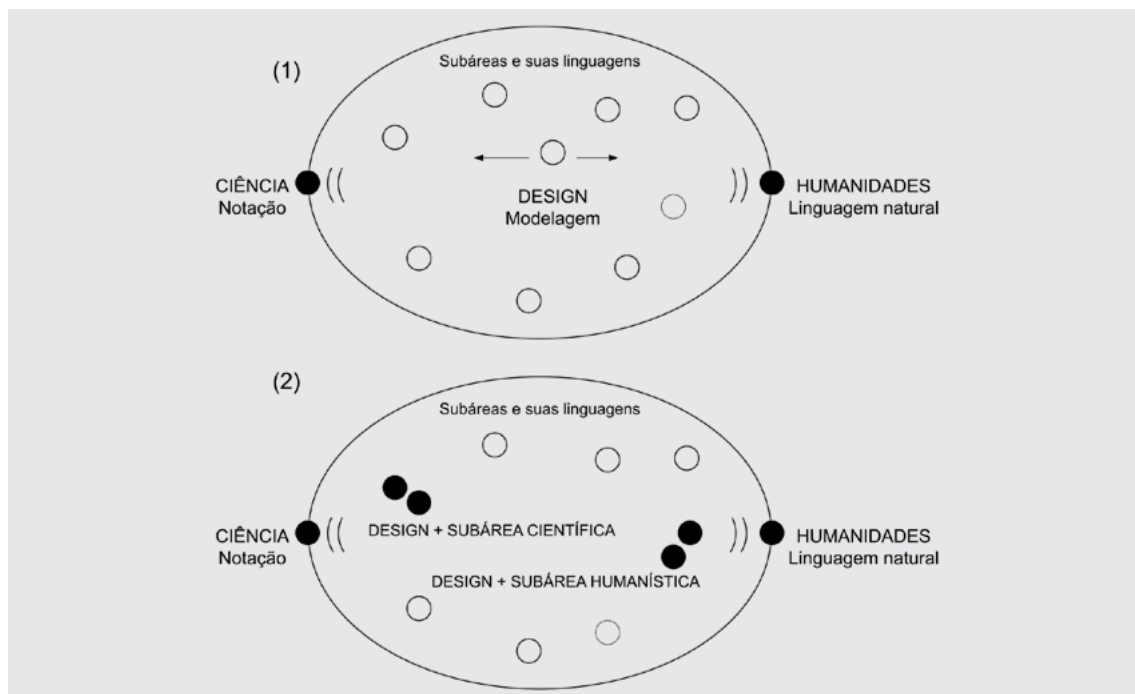 (1)
Subáreas e suas linguagens
CIÊNCIA
Notação
DESIGN
Modelagem
HUMANIDADES
Linguagem natural
(2)
Subáreas e suas linguagens
CIÊNCIA
Notação
DESIGN + SUBÁREA CIENTÍFICA
DESIGN + SUBÁREA HUMANÍSTICA
HUMANIDADES
Linguagem natural